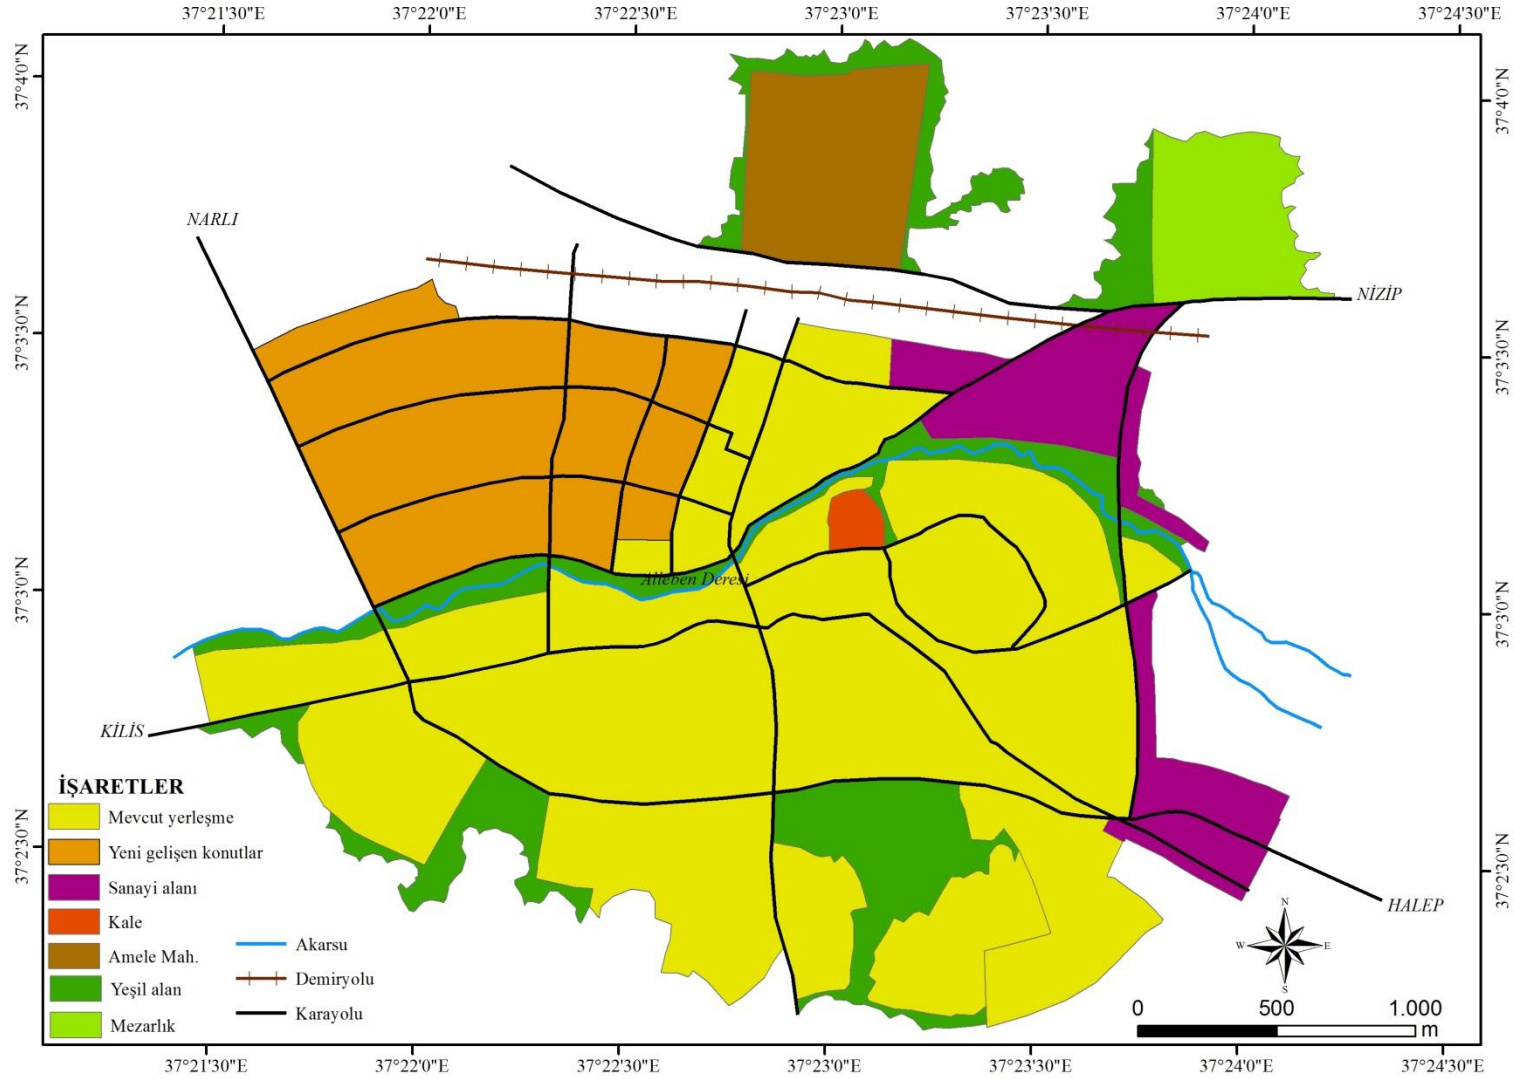 37°21'30"E
37°22'0"E
37°22'30"E
37°23'0"E
37°23'30"E
37°24'0"E
37°24'30"E
37°4'0"N
37°4'0"N
NARLI
NİZİP
37°3'30"N
37°3'30"N
Alleben Deresi
37°3'0"N
37°3'0"N
KİLİS
İŞARETLER
Mevcut yerleşme
Yeni gelişen konutlar
Sanayi alanı
Kale
Amele Mah.
Yeşil alan
Mezarlık
Akarsu
Demiryolu
Karayolu
37°2'30"N
37°2'30"N
HALEP
N
W
E
S
0 500 1.000
m
37°21'30"E
37°22'0"E
37°22'30"E
37°23'0"E
37°23'30"E
37°24'0"E
37°24'30"E